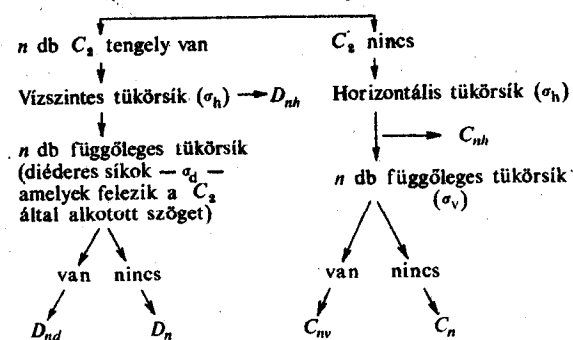 n db C₂ tengely van
C₂ nincs
Vízszintes tükörsík (σh) → Dnh
Horizontális tükörsík (σh)
Cnh
n db függőleges tükörsík
(diéderes síkok — σd —
amelyek felezik a C₂
által alkotott szöget)
n db függőleges tükörsík
(σv)
van nincs
van nincs
Dnd Dn
Cnv Cn